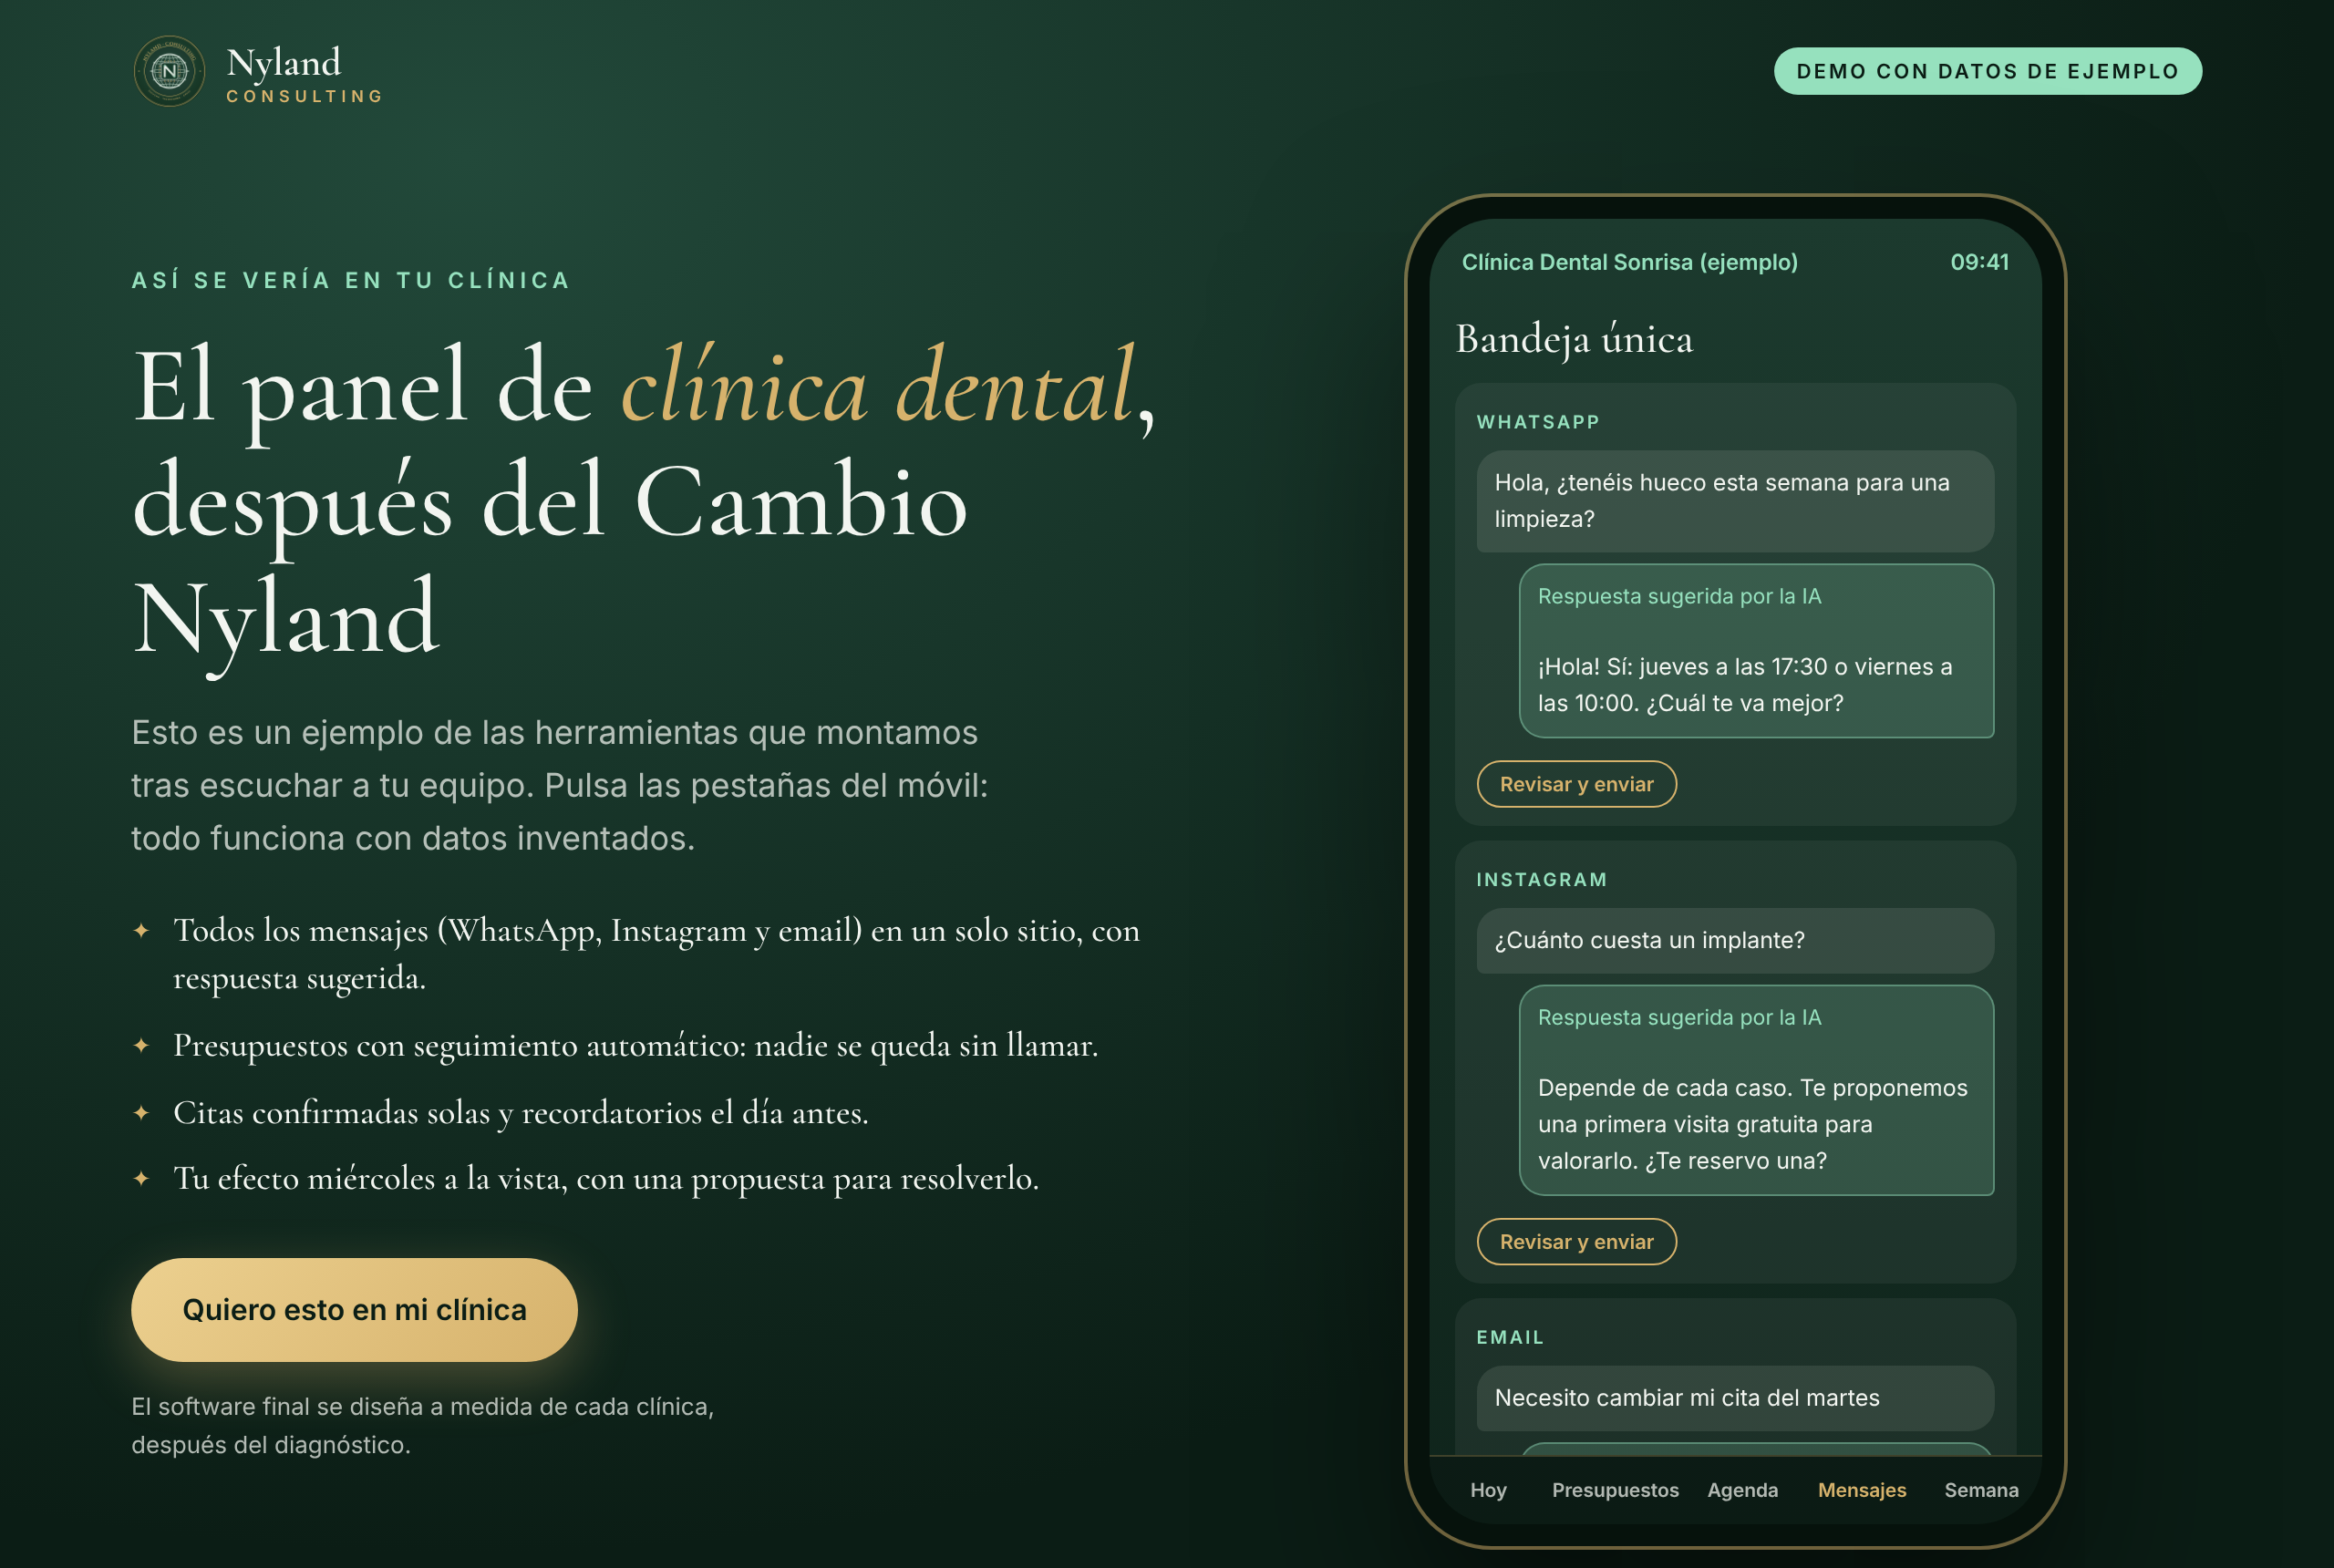 Nyland
CONSULTING
DEMO CON DATOS DE EJEMPLO
ASÍ SE VERÍA EN TU CLÍNICA
El panel de clínica dental,
después del Cambio
Nyland
Esto es un ejemplo de las herramientas que montamos
tras escuchar a tu equipo. Pulsa las pestañas del móvil:
todo funciona con datos inventados.
Todos los mensajes (WhatsApp, Instagram y email) en un solo sitio, con
respuesta sugerida.
Presupuestos con seguimiento automático: nadie se queda sin llamar.
Citas confirmadas solas y recordatorios el día antes.
Tu efecto miércoles a la vista, con una propuesta para resolverlo.
Quiero esto en mi clínica
El software final se diseña a medida de cada clínica,
después del diagnóstico.
Clínica Dental Sonrisa (ejemplo)
09:41
Bandeja única
WHATSAPP
Hola, ¿tenéis hueco esta semana para una
limpieza?
Respuesta sugerida por la IA
¡Hola! Sí: jueves a las 17:30 o viernes a
las 10:00. ¿Cuál te va mejor?
Revisar y enviar
INSTAGRAM
¿Cuánto cuesta un implante?
Respuesta sugerida por la IA
Depende de cada caso. Te proponemos
una primera visita gratuita para
valorarlo. ¿Te reservo una?
Revisar y enviar
EMAIL
Necesito cambiar mi cita del martes
Hoy
Presupuestos
Agenda
Mensajes
Semana